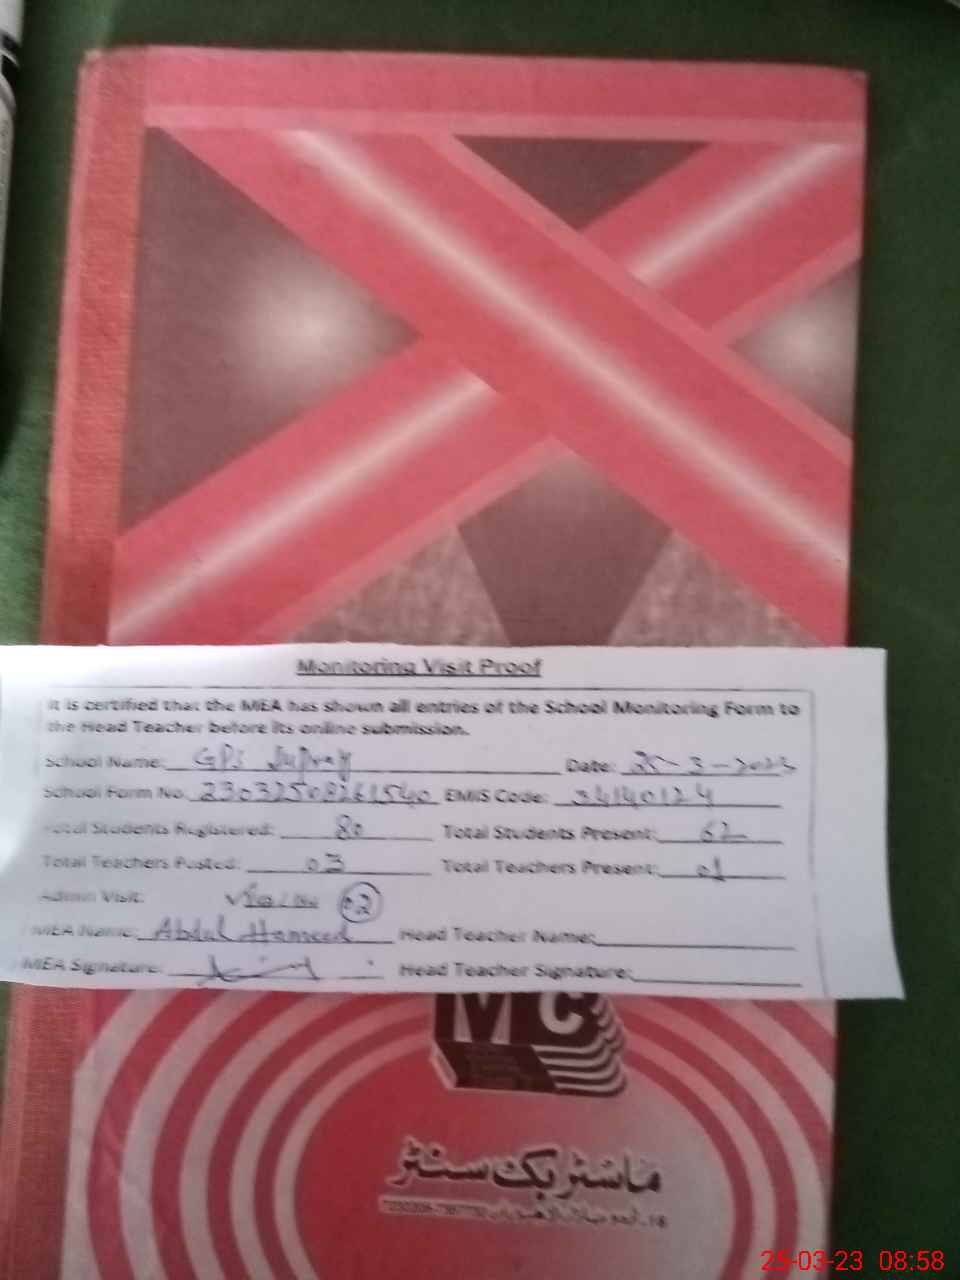 Monitoring Visit Proof
It is certified that the MEA has shown all entries of the School Monitoring Form to
the Head Teacher before its online submission.
School Name: GPS Date: 25-3-2023
School Form No. 23032508261540 EMIS Code: 34140124
Total Students Registered: 80 Total Students Present: 62
Total Teachers Posted: 03 Total Teachers Present: 01
Admin Visit: 02
MEA Name: Abdul Hameed Head Teacher Name:
MEA Signature: Head Teacher Signature:
MC
ماسٹر بک سنٹر
25-03-23 08:58